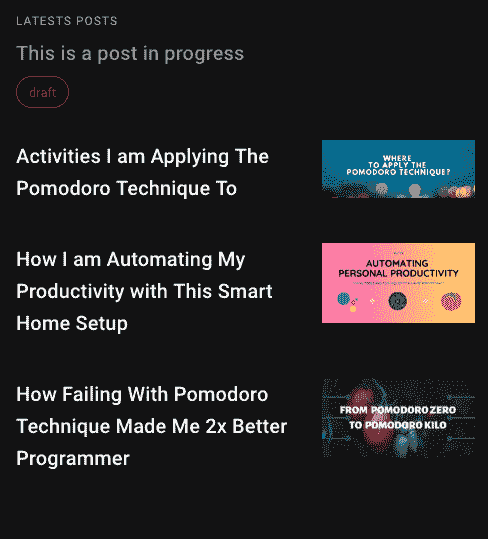 LATESTS POSTS
This is a post in progress
draft
Activities I am Applying The
Pomodoro Technique To
WHERE
TO APPLY THE
POMODORO TECHNIQUE?
How I am Automating My
Productivity with This Smart
Home Setup
AUTOMATING
PERSONAL PRODUCTIVITY
How Failing With Pomodoro
Technique Made Me 2x Better
Programmer
FROM POMODORO ZERO
TO POMODORO KILO